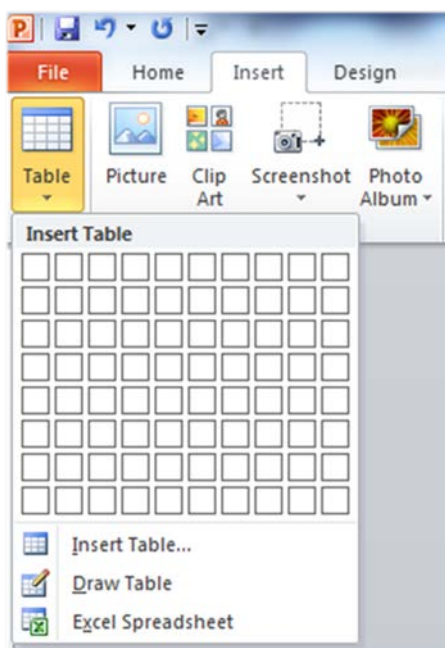 P
File Home Insert Design
Table Picture Clip Art Screenshot Photo Album
Insert Table
Insert Table...
Draw Table
Excel Spreadsheet